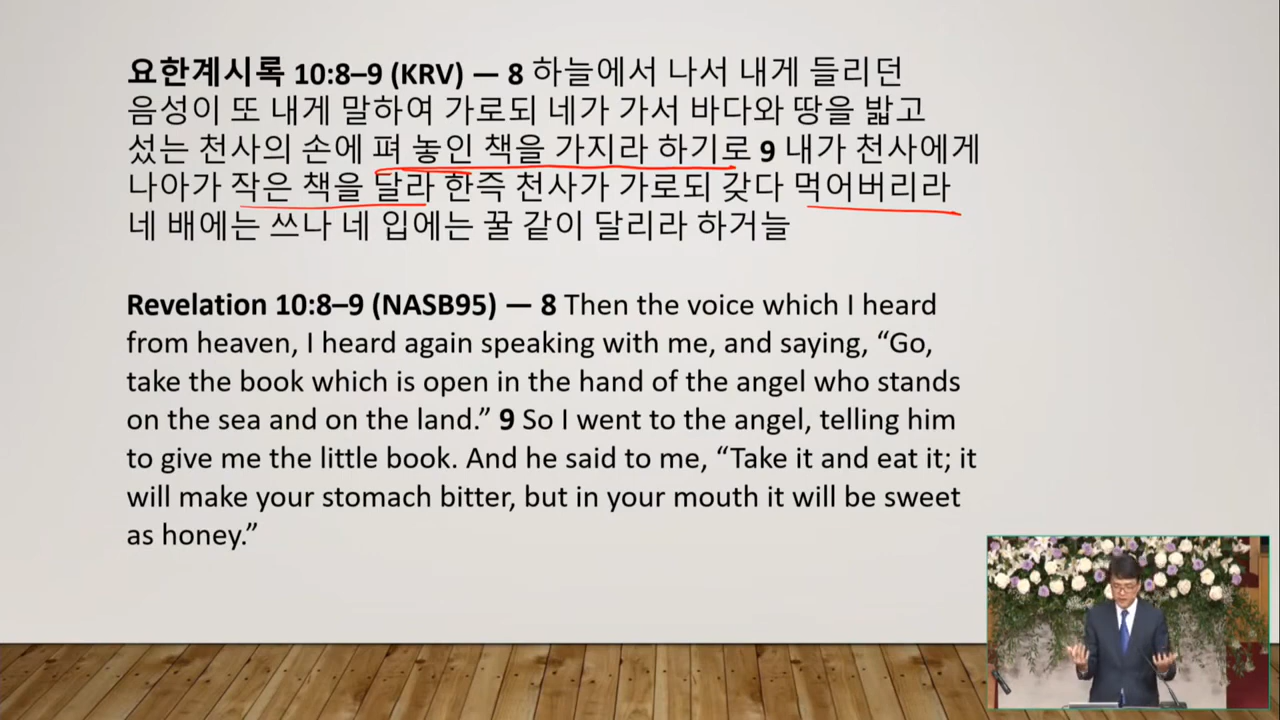 요한계시록 10:8–9 (KRV) — 8 하늘에서 나서 내게 들리던
음성이 또 내게 말하여 가로되 네가 가서 바다와 땅을 밟고
섰는 천사의 손에 펴 놓인 책을 가지라 하기로 9 내가 천사에게
나아가 작은 책을 달라 한즉 천사가 가로되 갖다 먹어버리라
네 배에는 쓰나 네 입에는 꿀 같이 달리라 하거늘
Revelation 10:8–9 (NASB95) — 8 Then the voice which I heard
from heaven, I heard again speaking with me, and saying, “Go,
take the book which is open in the hand of the angel who stands
on the sea and on the land.” 9 So I went to the angel, telling him
to give me the little book. And he said to me, “Take it and eat it; it
will make your stomach bitter, but in your mouth it will be sweet
as honey.”